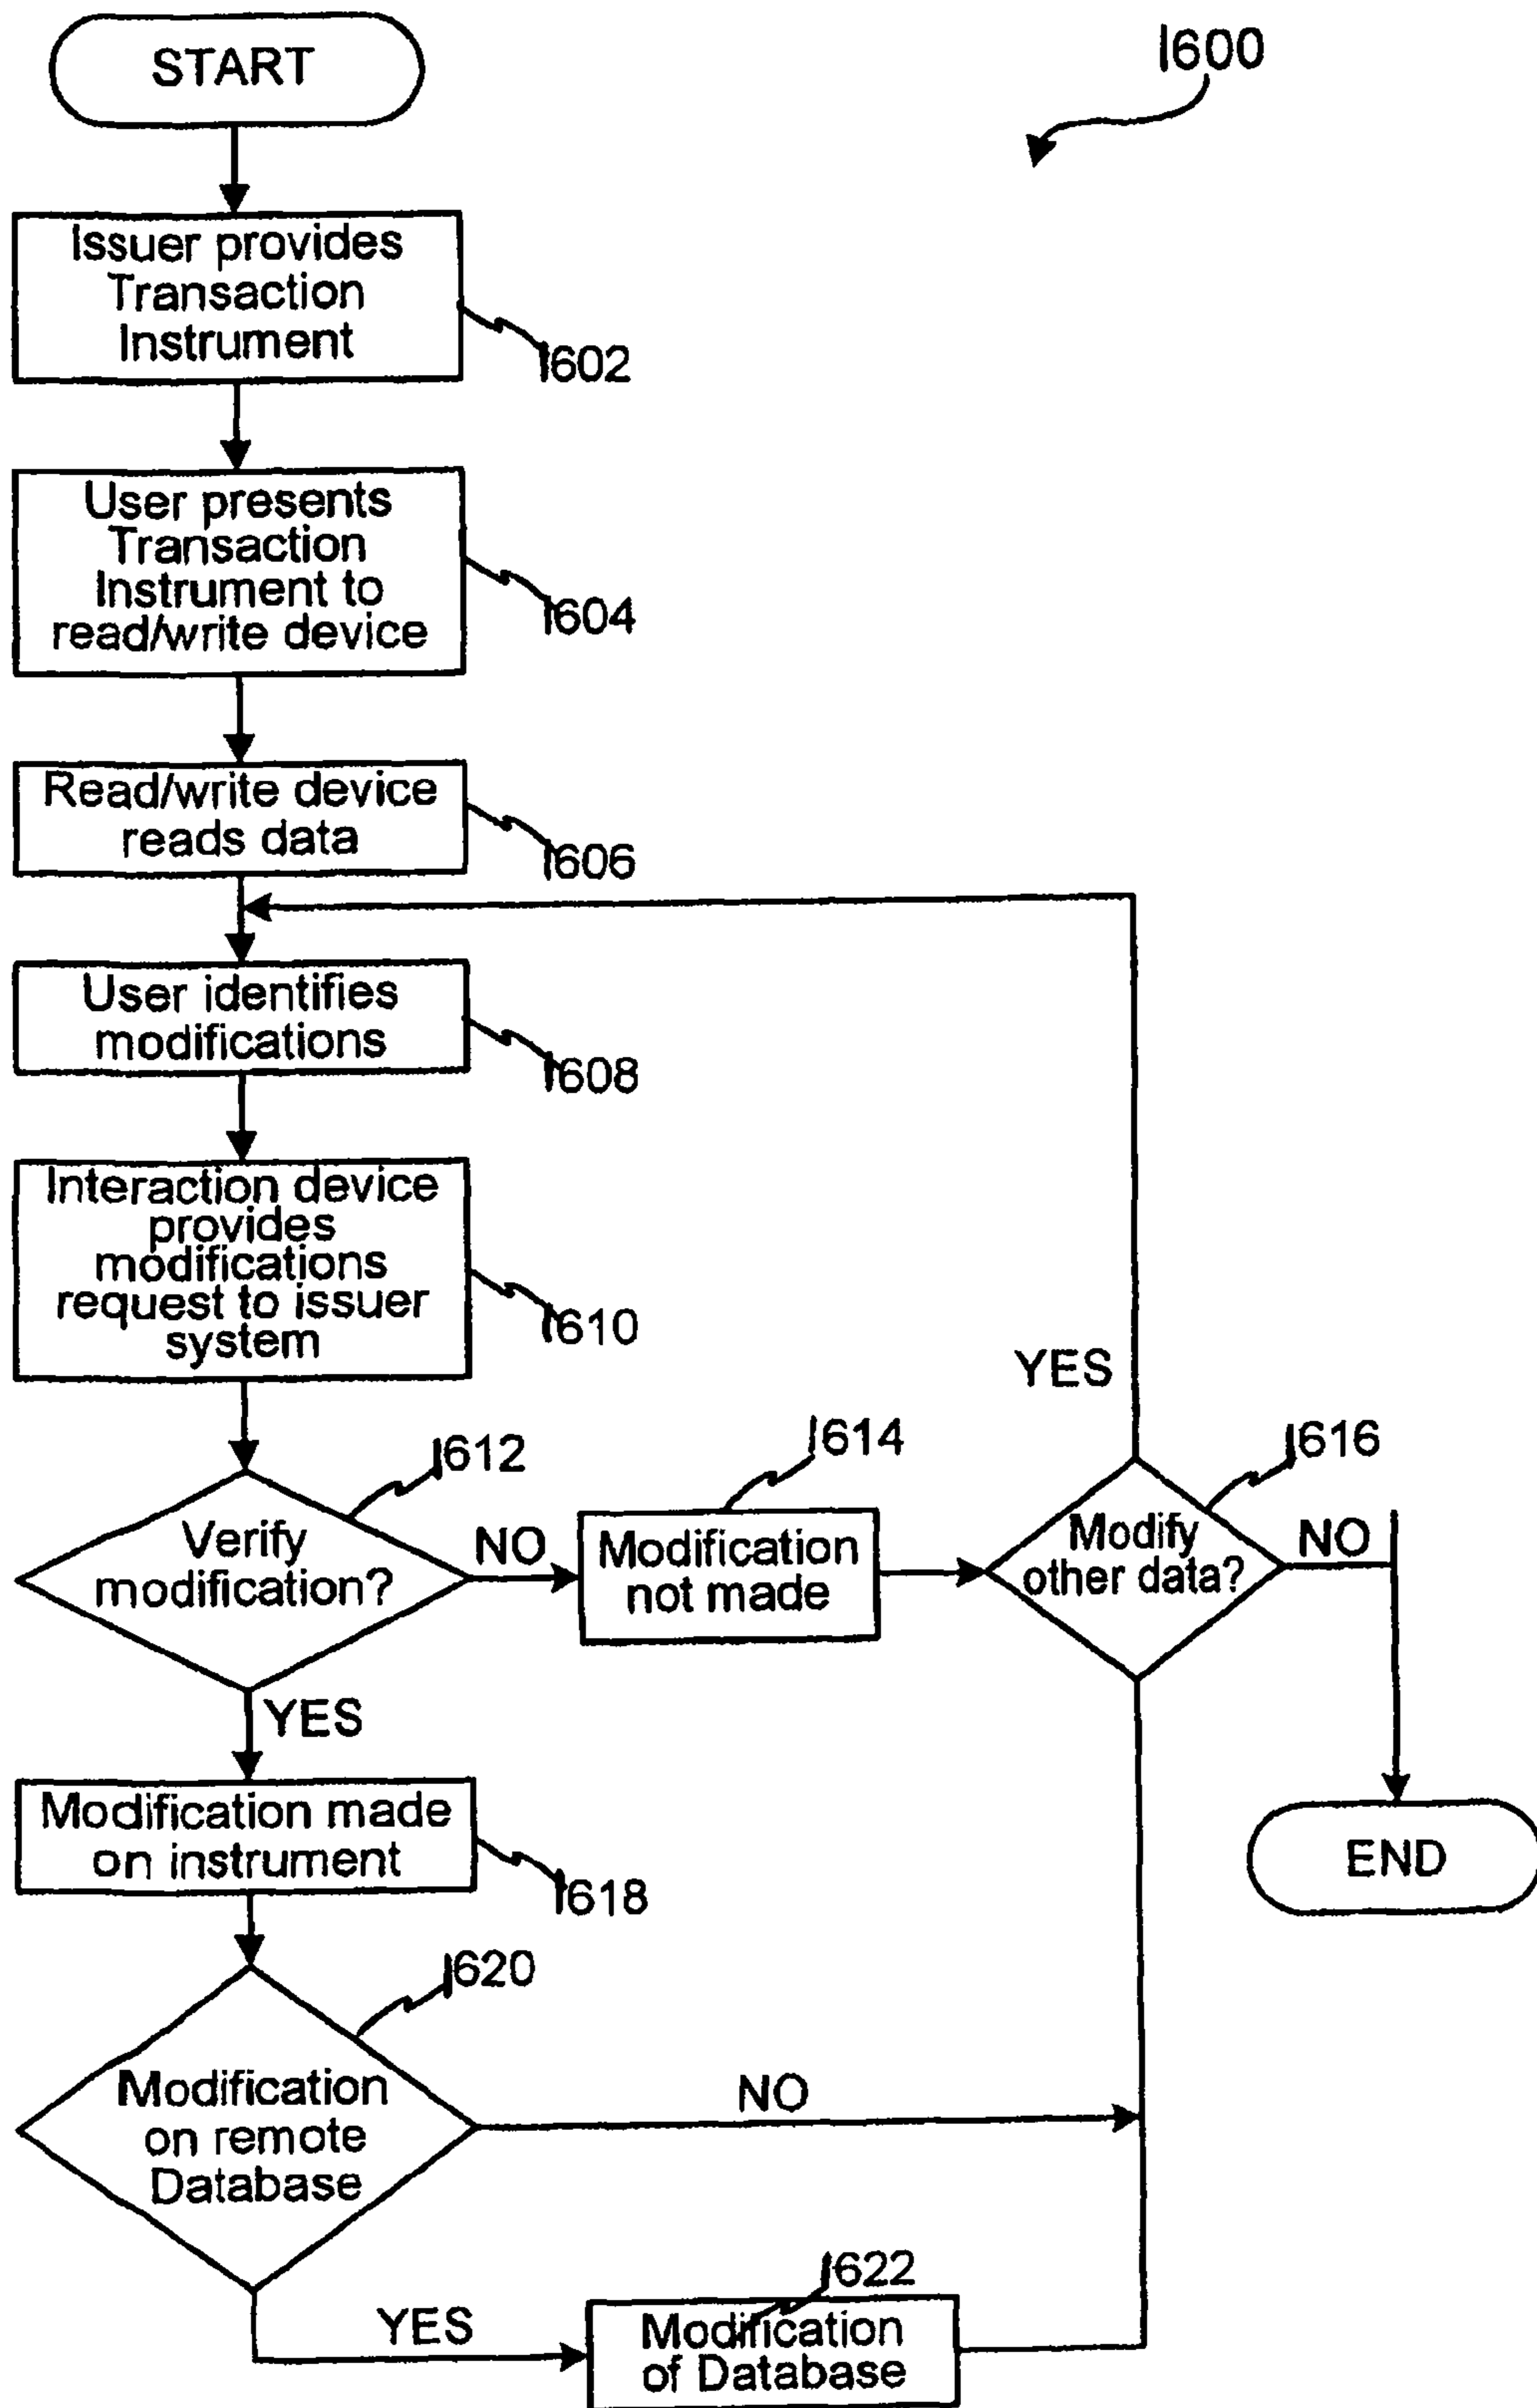 START
1600
Issuer provides
Transaction
Instrument
1602
User presents
Transaction
Instrument to
read/write device
1604
Read/write device
reads data
1606
User identifies
modifications
1608
Interaction device
provides
modifications
request to issuer
system
1610
YES
1612
1614
1616
Verify
modification?
NO
Modification
not made
Modify
other data?
NO
YES
Modification made
on instrument
1618
END
1620
Modification
on remote
Database
NO
YES
1622
Modification
of Database